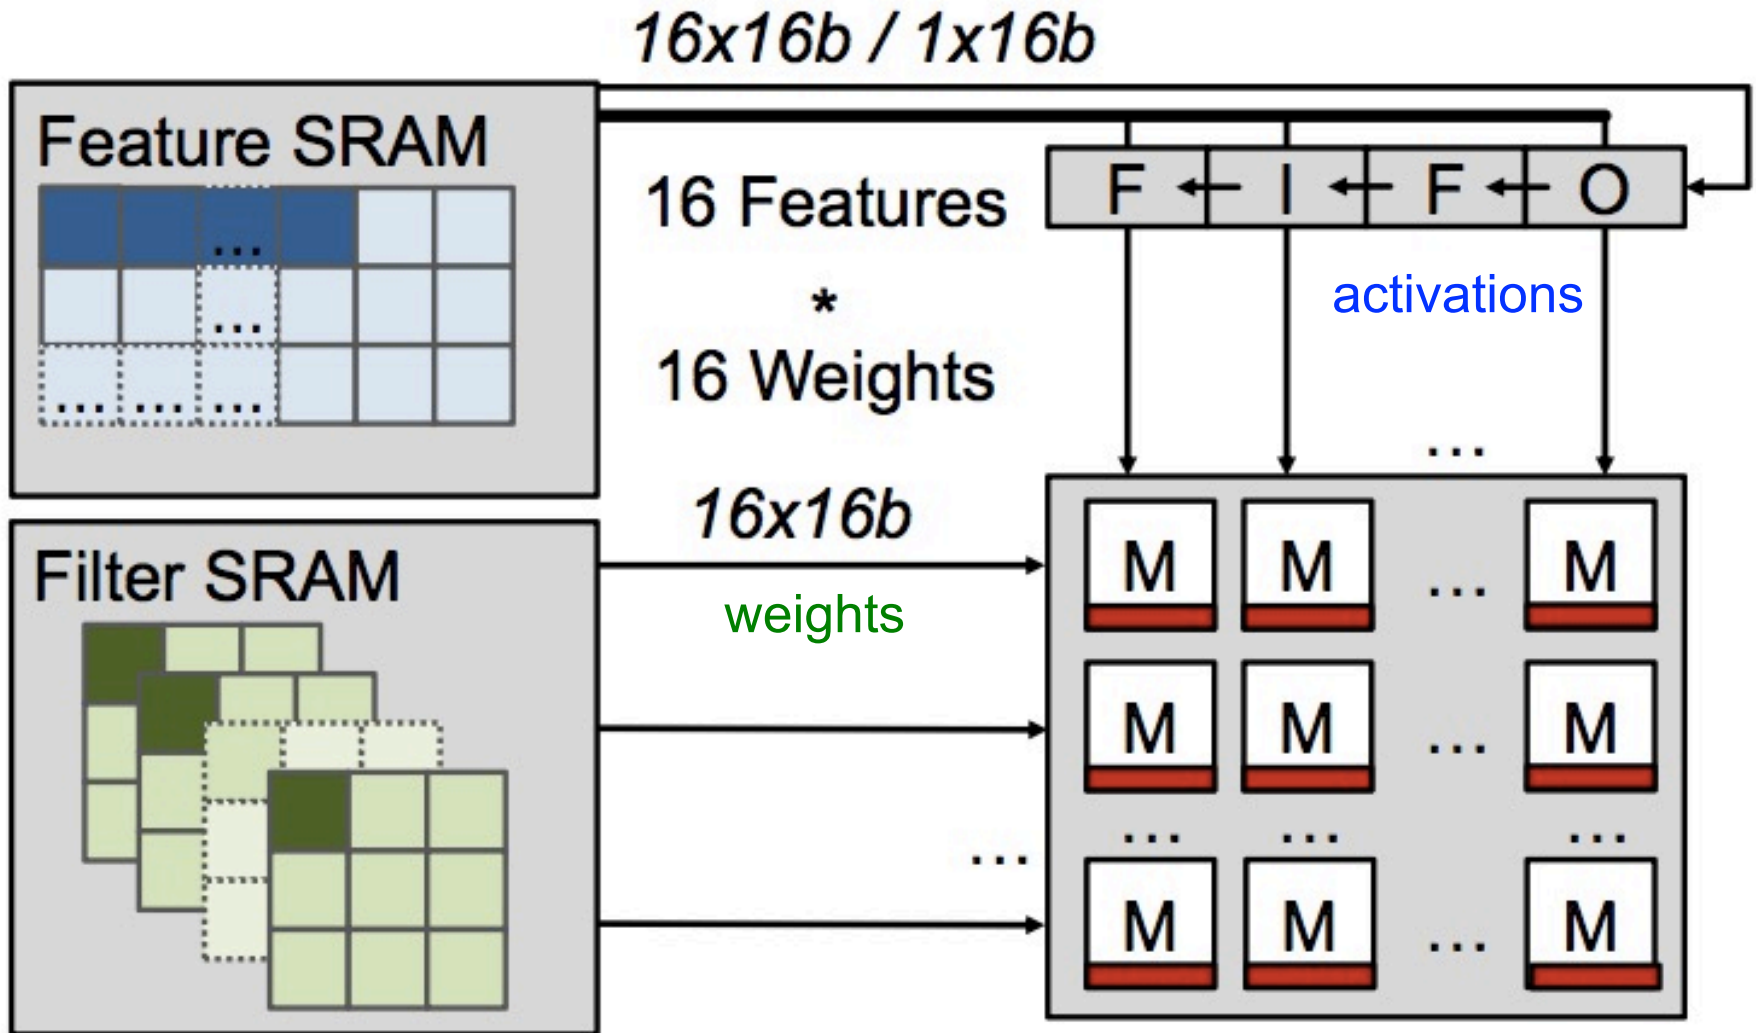 16x16b / 1x16b
Feature SRAM
...
...
... ... ...
16 Features
*
16 Weights
F I F O
activations
...
16x16b
weights
Filter SRAM
M M ... M
M M ... M
... ... ...
...
M M ... M